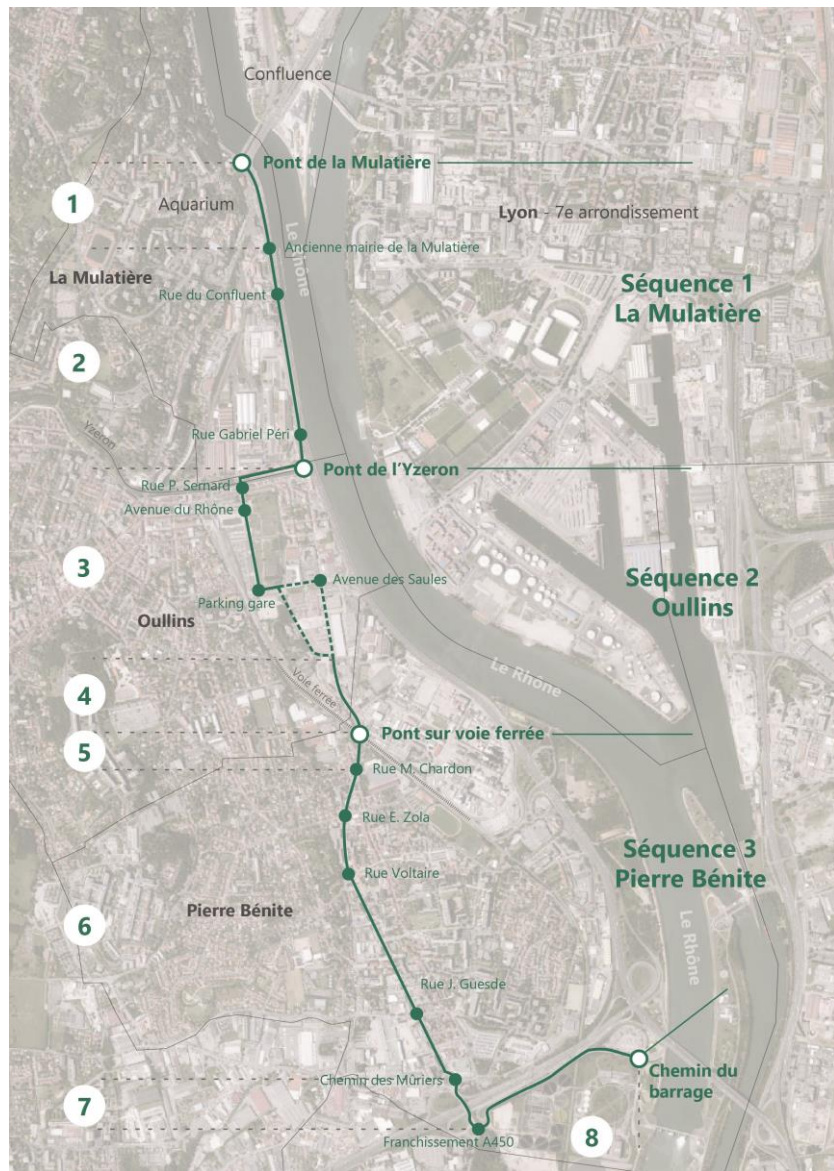 Confluence
Pont de la Mulatière
1
Aquarium
Lyon - 7e arrondissement
Le Rhône
Ancienne mairie de la Mulatière
La Mulatière
Rue du Confluent
Séquence 1
La Mulatière
2
Yzeron
Rue Gabriel Péri
Pont de l'Yzeron
Rue P. Sernard
Avenue du Rhône
3
Avenue des Saules
Séquence 2
Oullins
Parking gare
Oullins
Le Rhône
Voie ferrée
4
Pont sur voie ferrée
5
Rue M. Chardon
Rue E. Zola
Séquence 3
Pierre Bénite
Rue Voltaire
Pierre Bénite
6
Le Rhône
Rue J. Guesde
Chemin du
barrage
Chemin des Mûriers
7
8
Franchissement A450